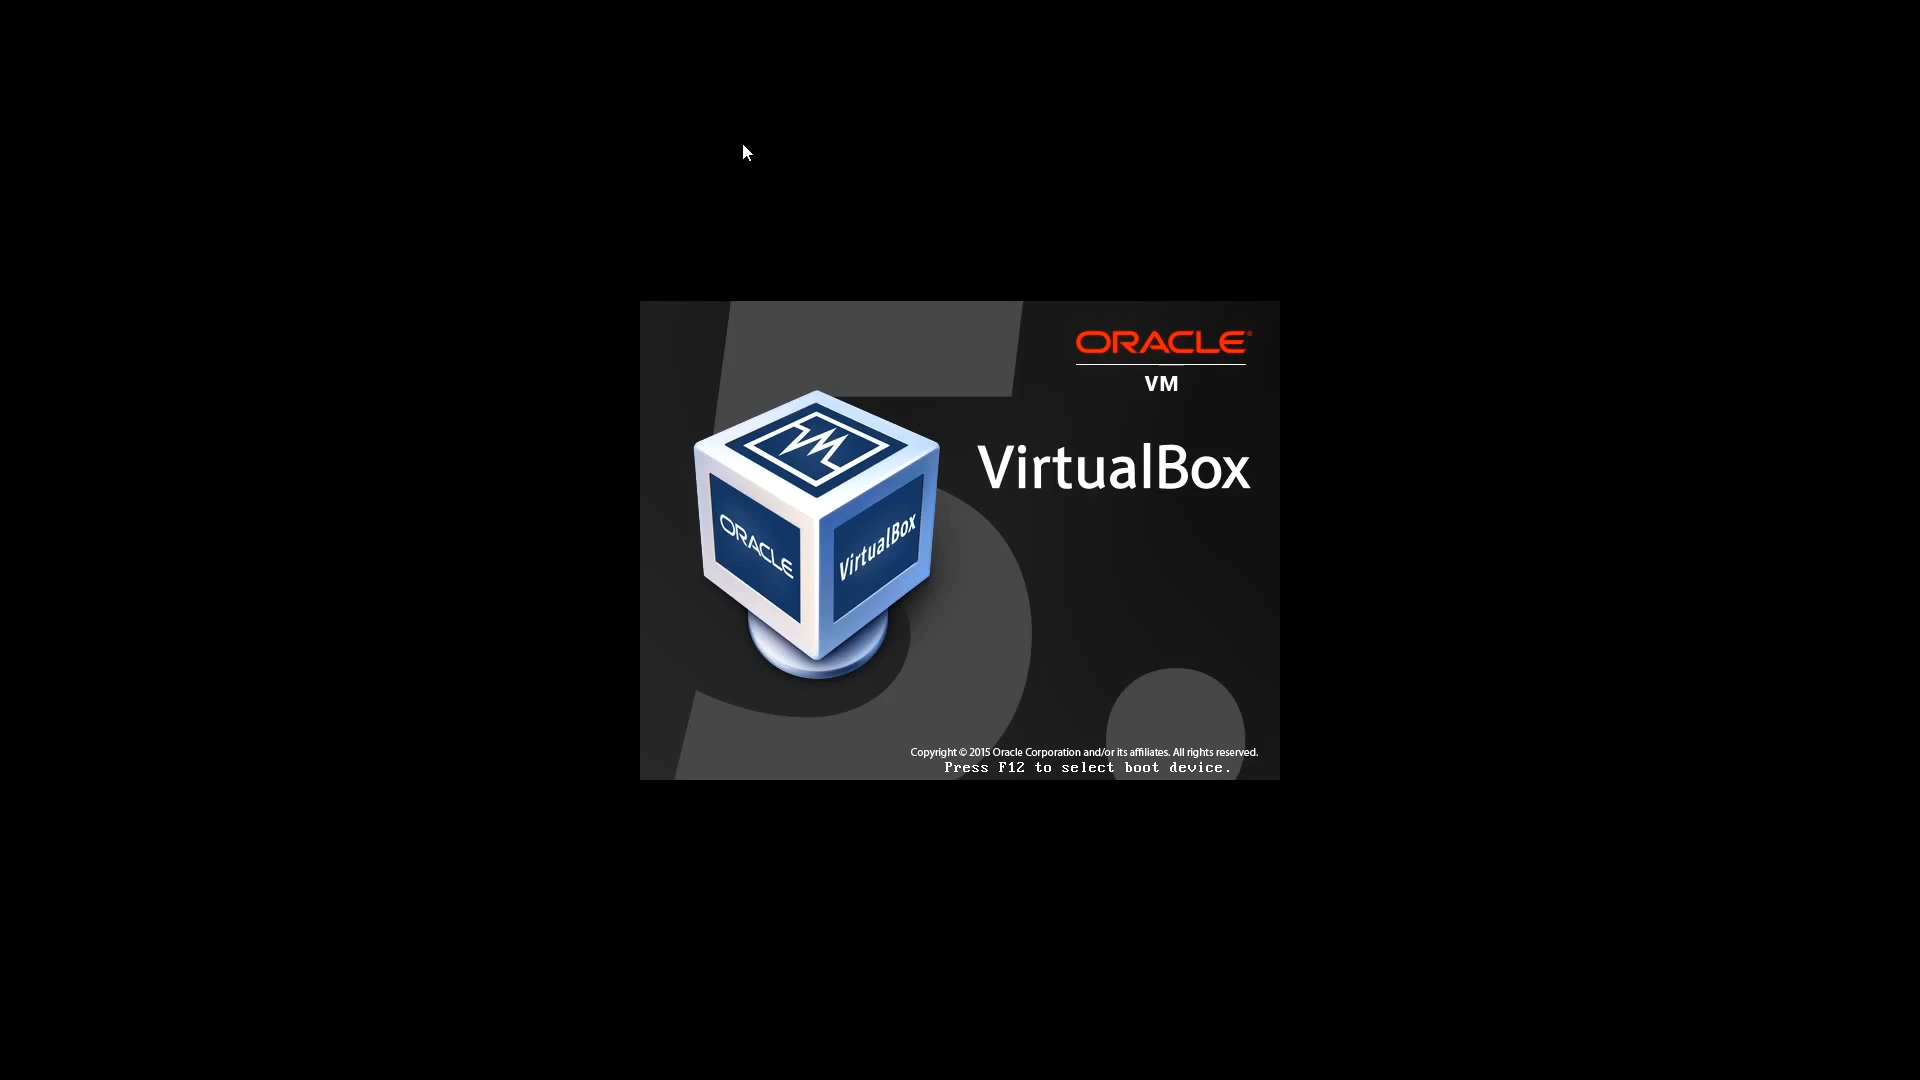 ORACLE®
VM
VirtualBox
ORACLE
VirtualBox
5.
Copyright © 2015 Oracle Corporation and/or its affiliates. All rights reserved.
Press F12 to select boot device.